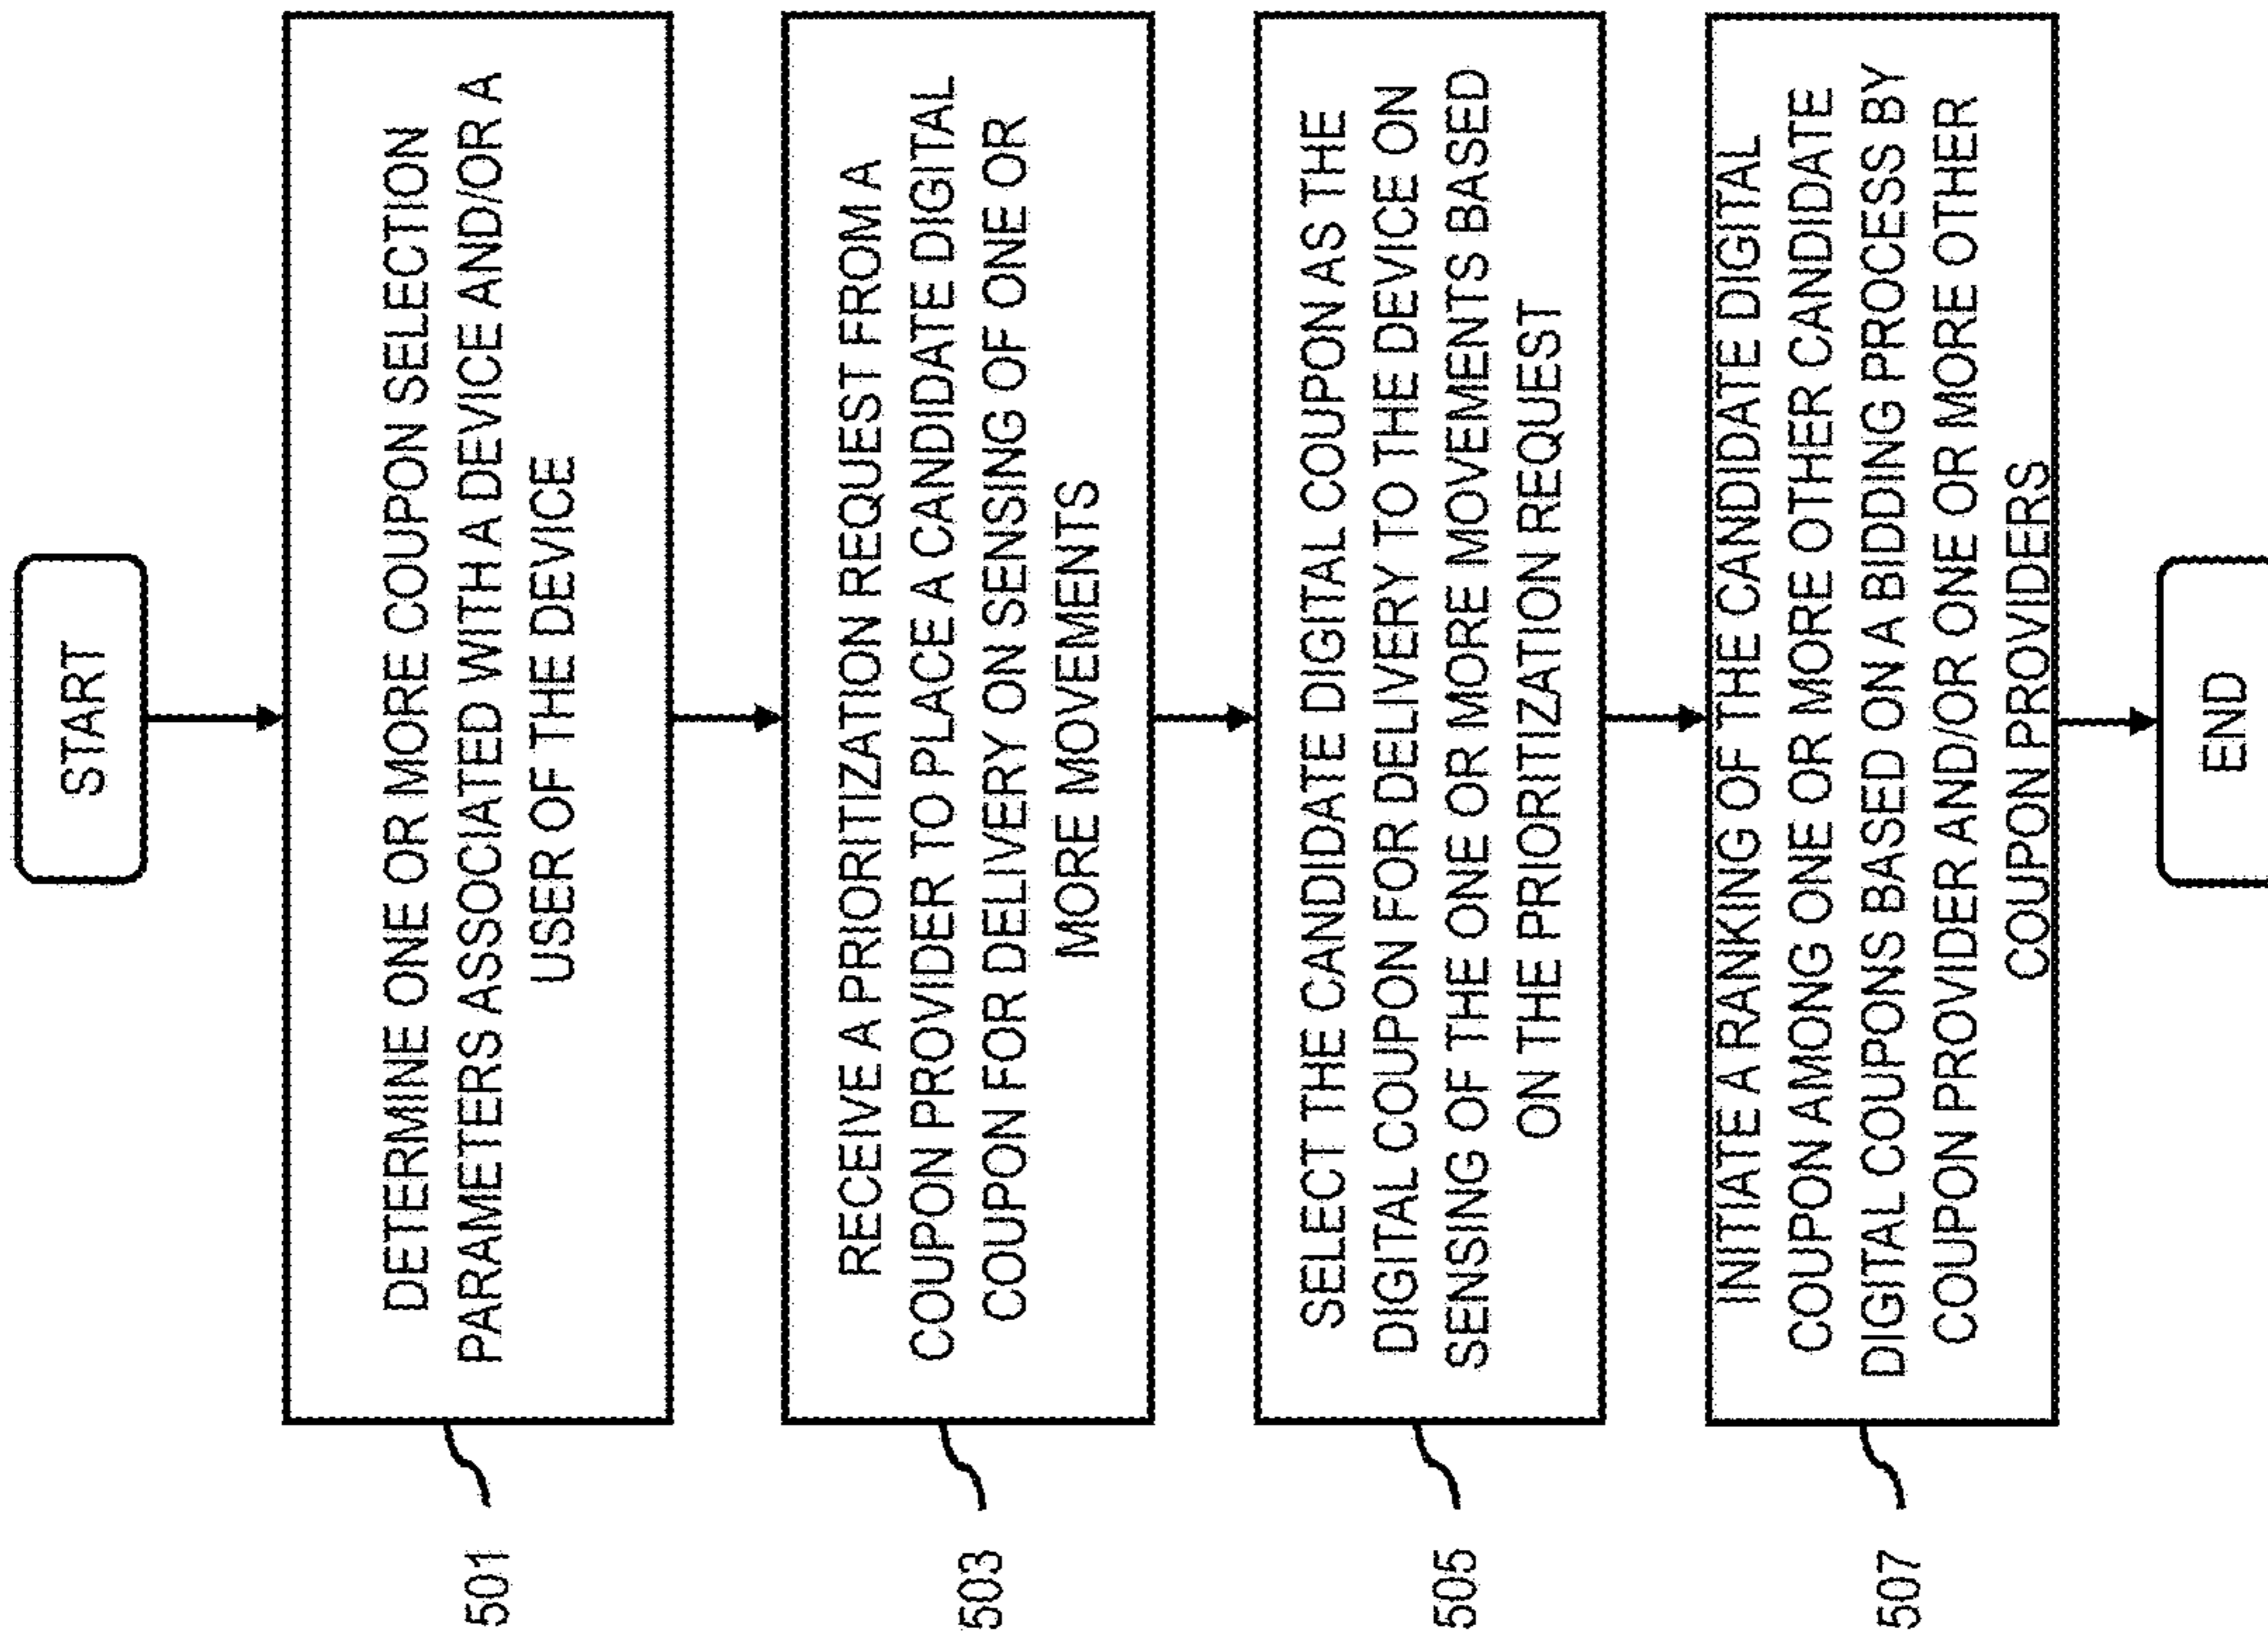 START
DETERMINE ONE OR MORE COUPON SELECTION
PARAMETERS ASSOCIATED WITH A DEVICE AND/OR A
USER OF THE DEVICE
501
RECEIVE A PRIORITIZATION REQUEST FROM A
COUPON PROVIDER TO PLACE A CANDIDATE DIGITAL
COUPON FOR DELIVERY ON SENSING OF ONE OR
MORE MOVEMENTS
503
SELECT THE CANDIDATE DIGITAL COUPON AS THE
DIGITAL COUPON FOR DELIVERY TO THE DEVICE ON
SENSING OF THE ONE OR MORE MOVEMENTS BASED
ON THE PRIORITIZATION REQUEST
505
INITIATE A RANKING OF THE CANDIDATE DIGITAL
COUPON AMONG ONE OR MORE OTHER CANDIDATE
DIGITAL COUPONS BASED ON A BIDDING PROCESS BY
COUPON PROVIDER AND/OR ONE OR MORE OTHER
COUPON PROVIDERS
507
END